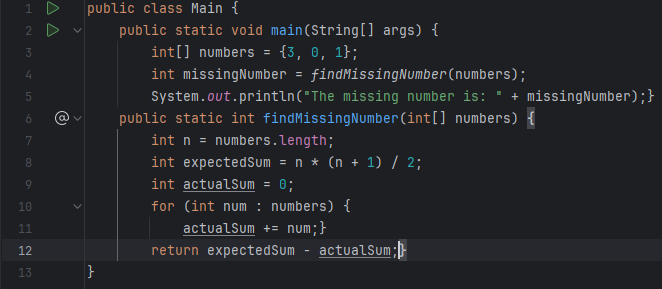 1 public class Main {
2 public static void main(String[] args) {
3 int[] numbers = {3, 0, 1};
4 int missingNumber = findMissingNumber(numbers);
5 System.out.println("The missing number is: " + missingNumber);}
6 @ public static int findMissingNumber(int[] numbers) {
7 int n = numbers.length;
8 int expectedSum = n * (n + 1) / 2;
9 int actualSum = 0;
10 for (int num : numbers) {
11 actualSum += num;}
12 return expectedSum - actualSum;}
13 }